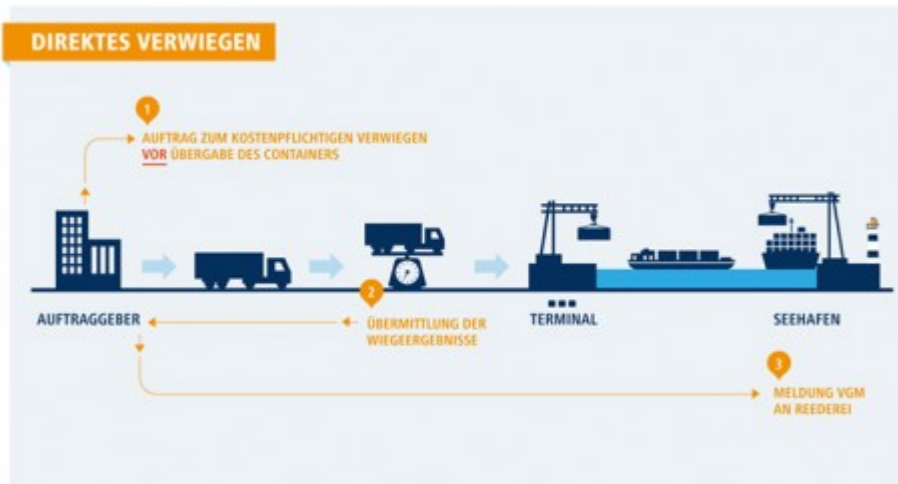 DIREKTES VERWIEGEN
1
AUFTRAG ZUM KOSTENPFLICHTIGEN VERWIEGEN
VOR ÜBERGABE DES CONTAINERS
AUFTRAGGEBER
2
ÜBERMITTLUNG DER
WIEGEERGEBNISSE
TERMINAL
SEEHAFEN
3
MELDUNG VGM
AN REEDEREI